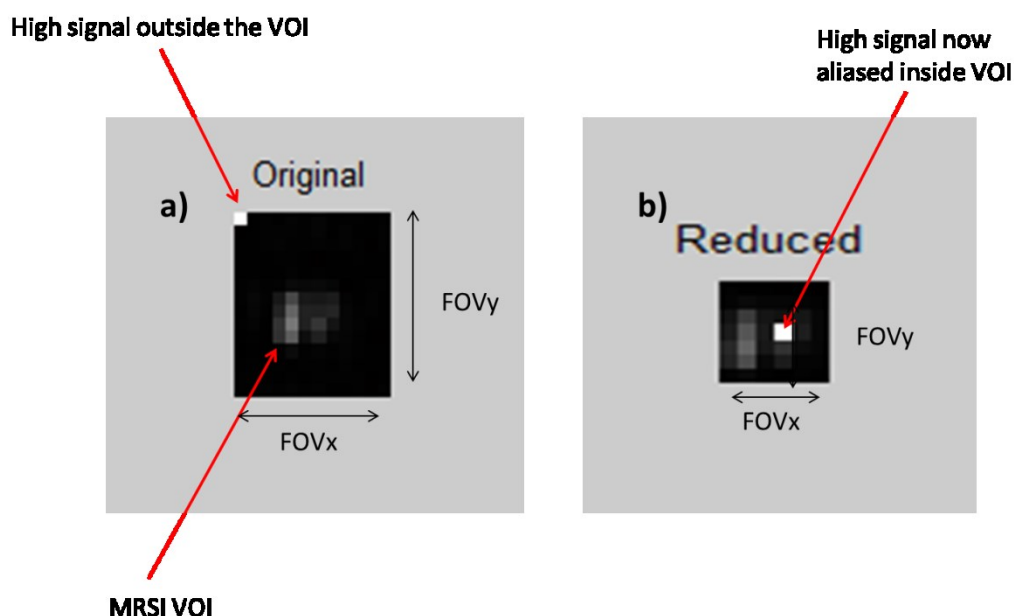 High signal outside the VOI
High signal now
aliased inside VOI
Original
a)
FOVy
FOVx
MRSI VOI
b)
Reduced
FOVy
FOVx